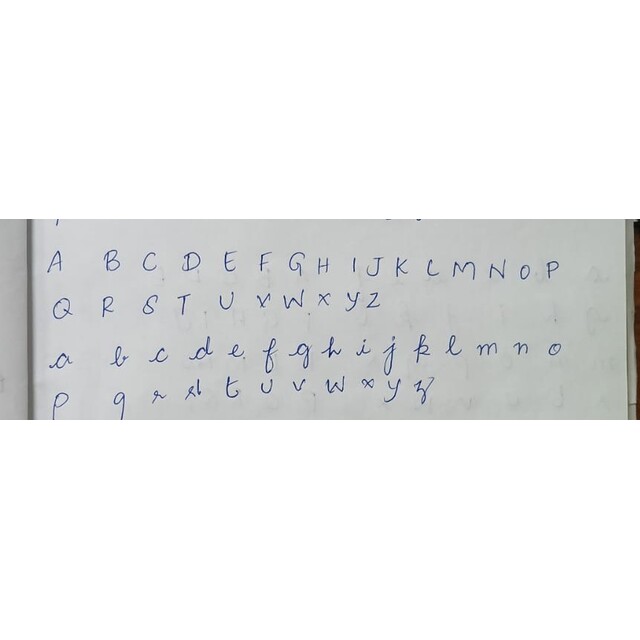 A B C D E F G H I J K L M N O P
Q R S T U V W X Y Z
a b c d e f g h i j k l m n o
p q r s t u v w x y z